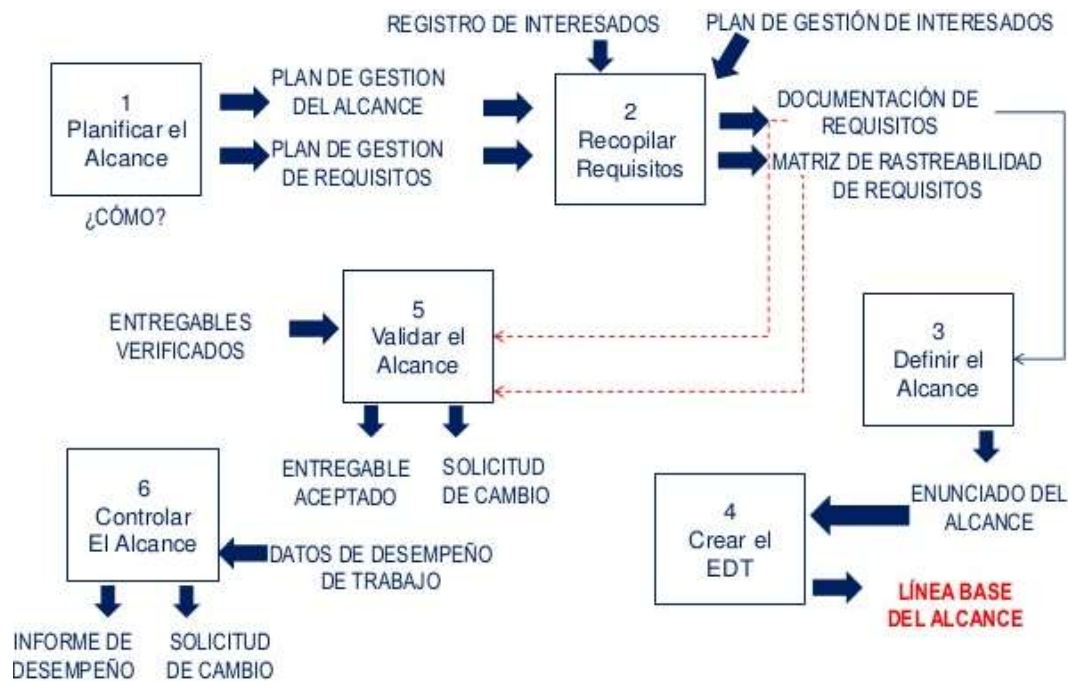 REGISTRO DE INTERESADOS
PLAN DE GESTIÓN DE INTERESADOS
1
Planificar el
Alcance
¿CÓMO?
PLAN DE GESTION
DEL ALCANCE
PLAN DE GESTION
DE REQUISITOS
2
Recopilar
Requisitos
DOCUMENTACIÓN DE
REQUISITOS
MATRIZ DE RASTREABILIDAD
DE REQUISITOS
ENTREGABLES
VERIFICADOS
5
Validar el
Alcance
3
Definir el
Alcance
ENTREGABLE
ACEPTADO
SOLICITUD
DE CAMBIO
6
Controlar
El Alcance
DATOS DE DESEMPEÑO
DE TRABAJO
4
Crear el
EDT
ENUNCIADO DEL
ALCANCE
LÍNEA BASE
DEL ALCANCE
INFORME DE
DESEMPEÑO
SOLICITUD
DE CAMBIO